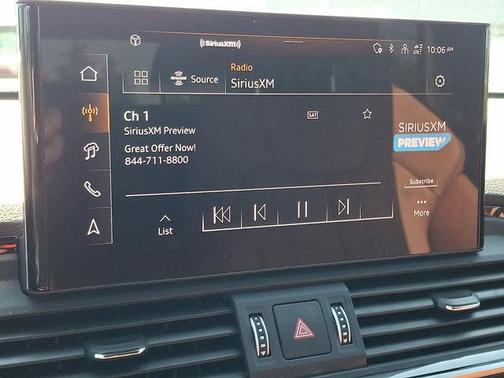 ((SiriusXM))
10:06 AM
Radio
Source
SiriusXM
Ch 1
SAT
SiriusXM Preview
Great Offer Now!
844-711-8800
SIRIUSXM
PREVIEW
Subscribe
List
More